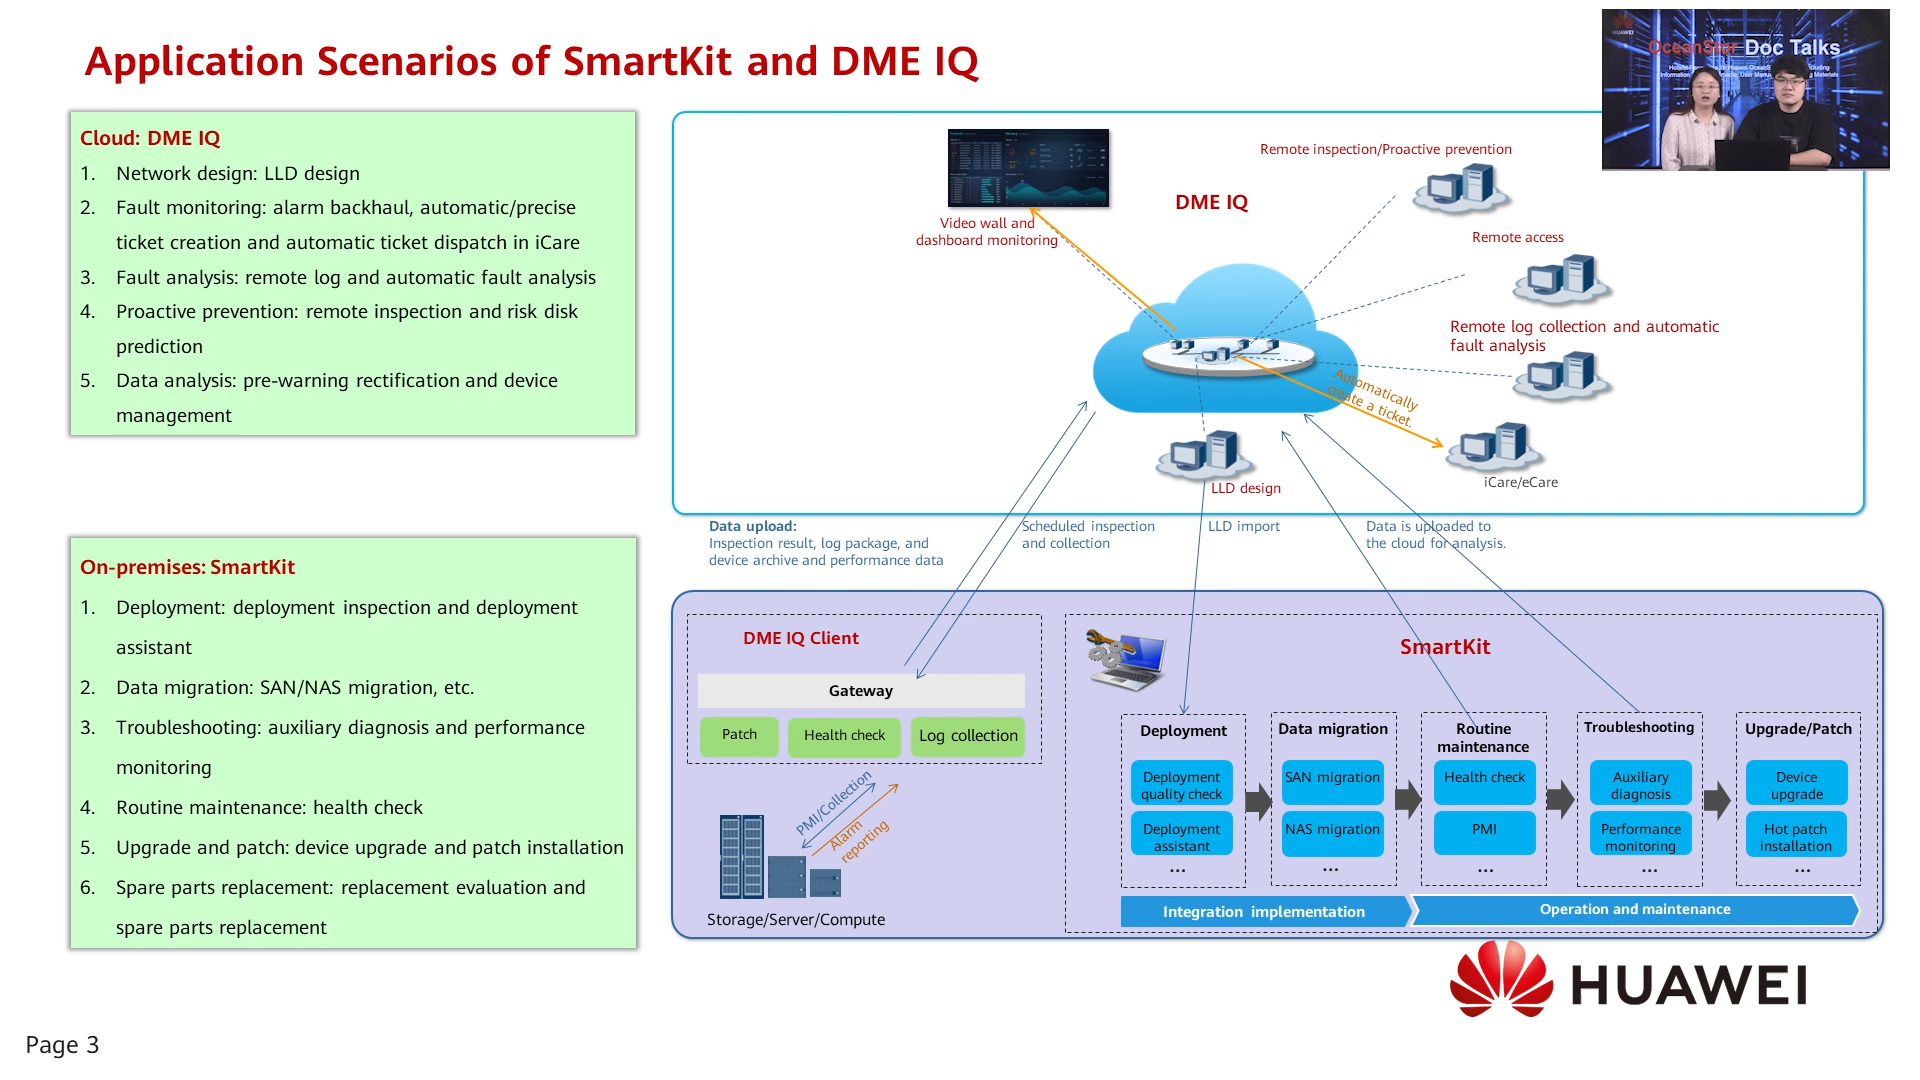 Application Scenarios of SmartKit and DME IQ
HUAWEI
OceanStor Doc Talks
Cloud: DME IQ
1. Network design: LLD design
2. Fault monitoring: alarm backhaul, automatic/precise
ticket creation and automatic ticket dispatch in iCare
3. Fault analysis: remote log and automatic fault analysis
4. Proactive prevention: remote inspection and risk disk
prediction
5. Data analysis: pre-warning rectification and device
management
On-premises: SmartKit
1. Deployment: deployment inspection and deployment
assistant
2. Data migration: SAN/NAS migration, etc.
3. Troubleshooting: auxiliary diagnosis and performance
monitoring
4. Routine maintenance: health check
5. Upgrade and patch: device upgrade and patch installation
6. Spare parts replacement: replacement evaluation and
spare parts replacement
Video wall and
dashboard monitoring
DME IQ
Remote inspection/Proactive prevention
Remote access
Remote log collection and automatic
fault analysis
Automatically
create a ticket.
iCare/eCare
LLD design
Data upload:
Inspection result, log package, and
device archive and performance data
Scheduled inspection
and collection
LLD import
Data is uploaded to
the cloud for analysis.
DME IQ Client
Gateway
Patch
Health check
Log collection
PMI/Collection
Alarm
reporting
Storage/Server/Compute
SmartKit
Deployment
Deployment
quality check
Deployment
assistant
...
Data migration
SAN migration
NAS migration
...
Routine
maintenance
Health check
PMI
...
Troubleshooting
Auxiliary
diagnosis
Performance
monitoring
...
Upgrade/Patch
Device
upgrade
Hot patch
installation
...
Integration implementation
Operation and maintenance
HUAWEI
Page 3